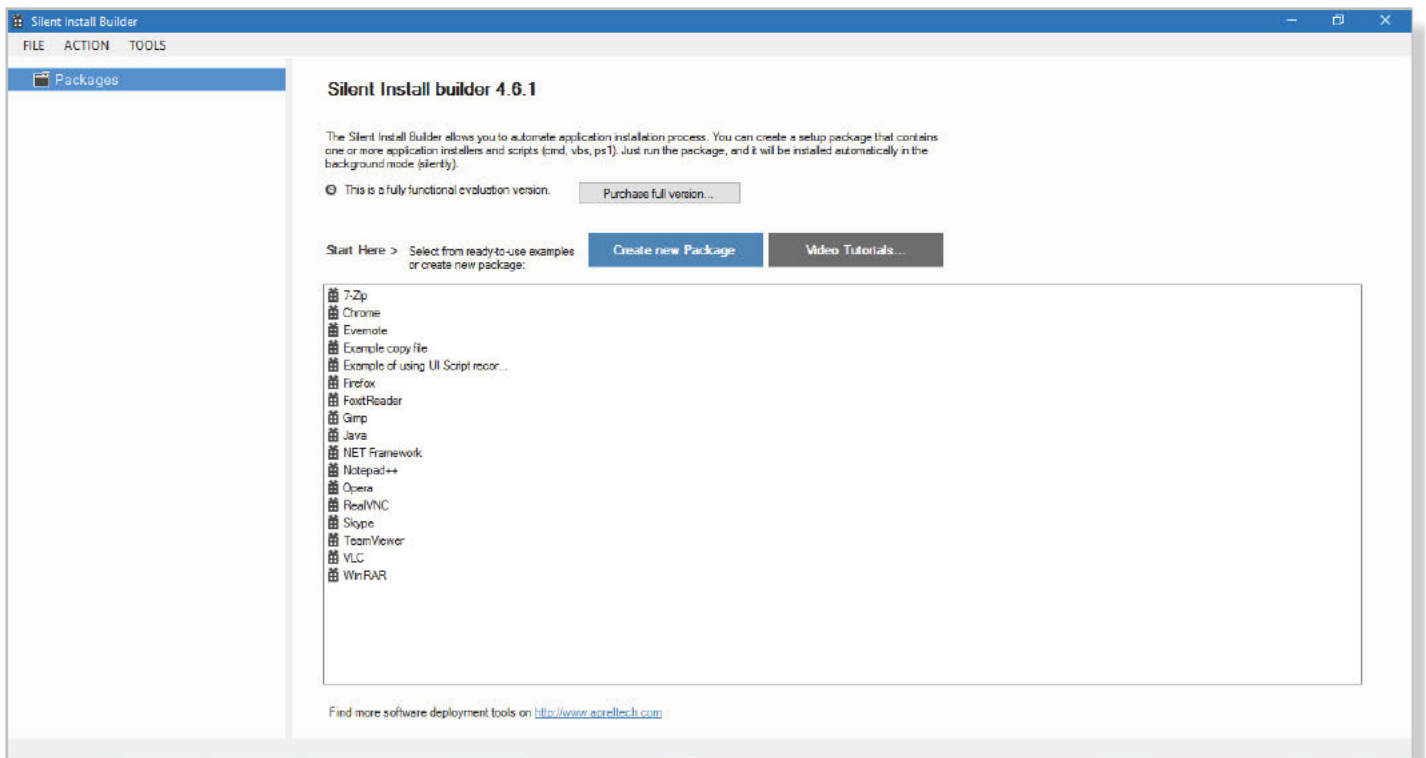 Silent Install Builder
FILE ACTION TOOLS
Packages
Silent Install builder 4.6.1
The Silent Install Builder allows you to automate application installation process. You can create a setup package that contains
one or more application installers and scripts (cmd, vbs, ps1). Just run the package, and it will be installed automatically in the
background mode (silently).
This is a fully functional evaluation version. Purchase full version...
Start Here > Select from ready-to-use examples
or create new package:
Create new Package Video Tutorials...
7-Zip
Chrome
Evernote
Example copy file
Example of using UI Script recor...
Firefox
FoxitReader
Gimp
Java
NET Framework
Notepad++
Opera
RealVNC
Skype
TeamViewer
VLC
WinRAR
Find more software deployment tools on http://www.apreltech.com